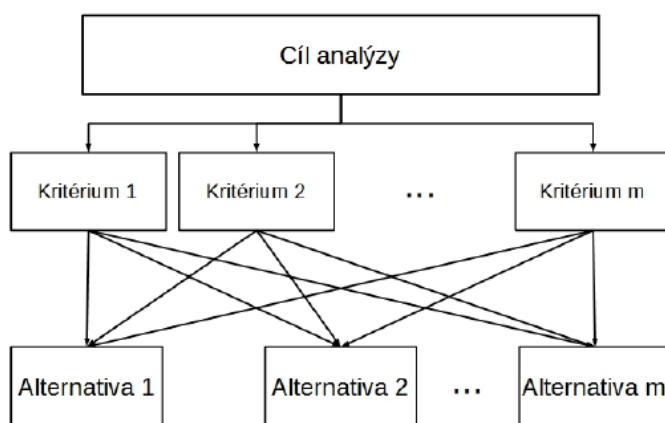 Cíl analýzy
Kritérium 1
Kritérium 2
...
Kritérium m
Alternativa 1
Alternativa 2
...
Alternativa m